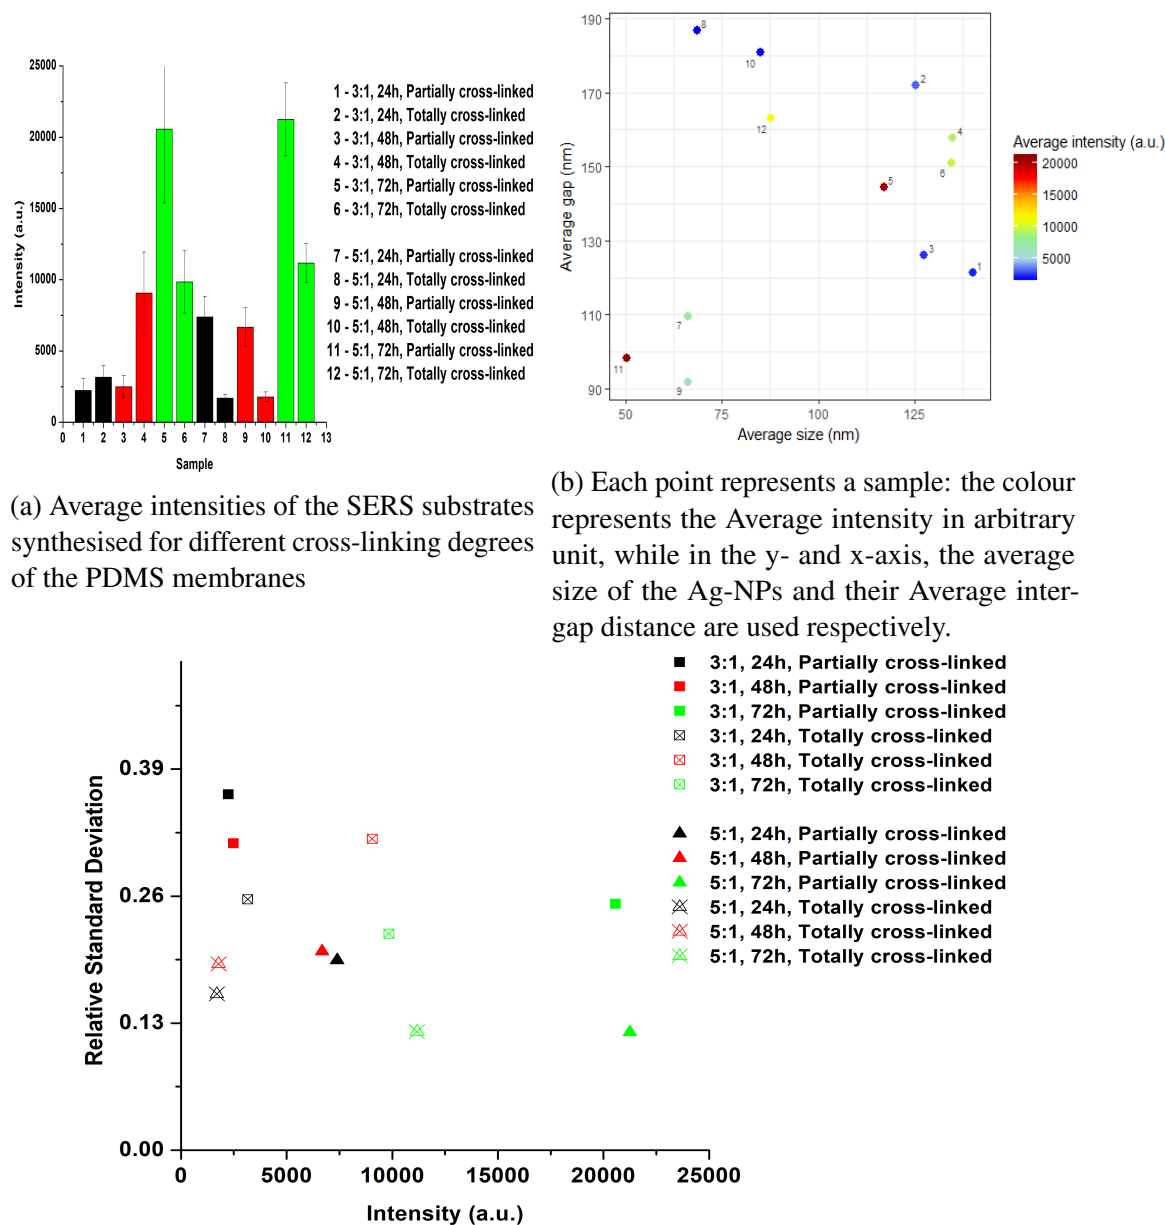 25000
20000
15000
10000
5000
0
Intensity (a.u.)
0 1 2 3 4 5 6 7 8 9 10 11 12 13
Sample
1 - 3:1, 24h, Partially cross-linked
2 - 3:1, 24h, Totally cross-linked
3 - 3:1, 48h, Partially cross-linked
4 - 3:1, 48h, Totally cross-linked
5 - 3:1, 72h, Partially cross-linked
6 - 3:1, 72h, Totally cross-linked
7 - 5:1, 24h, Partially cross-linked
8 - 5:1, 24h, Totally cross-linked
9 - 5:1, 48h, Partially cross-linked
10 - 5:1, 48h, Totally cross-linked
11 - 5:1, 72h, Partially cross-linked
12 - 5:1, 72h, Totally cross-linked
(a) Average intensities of the SERS substrates
synthesised for different cross-linking degrees
of the PDMS membranes
190
170
150
130
110
90
Average gap (nm)
8
10
2
12
4
6
5
3
1
7
11
9
50 75 100 125
Average size (nm)
Average intensity (a.u.)
20000
15000
10000
5000
(b) Each point represents a sample: the colour
represents the Average intensity in arbitrary
unit, while in the y- and x-axis, the average
size of the Ag-NPs and their Average inter-
gap distance are used respectively.
0.39
0.26
0.13
0.00
Relative Standard Deviation
0 5000 10000 15000 20000 25000
Intensity (a.u.)
3:1, 24h, Partially cross-linked
3:1, 48h, Partially cross-linked
3:1, 72h, Partially cross-linked
3:1, 24h, Totally cross-linked
3:1, 48h, Totally cross-linked
3:1, 72h, Totally cross-linked
5:1, 24h, Partially cross-linked
5:1, 48h, Partially cross-linked
5:1, 72h, Partially cross-linked
5:1, 24h, Totally cross-linked
5:1, 48h, Totally cross-linked
5:1, 72h, Totally cross-linked